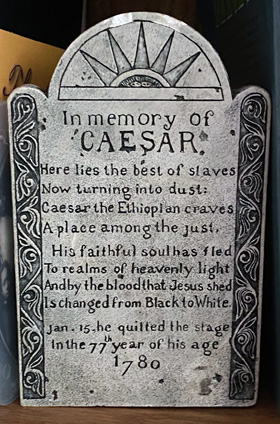 In memory of
CAESAR
Here lies the best of slaves
Now turning into dust:
Caesar the Ethiopian craves
A place among the just.
His faithful soul has fled
To realms of heavenly light
And by the blood that Jesus shed
Is changed from Black to White.
Jan. 15. he quilted the stage
In the 77th year of his age
1780